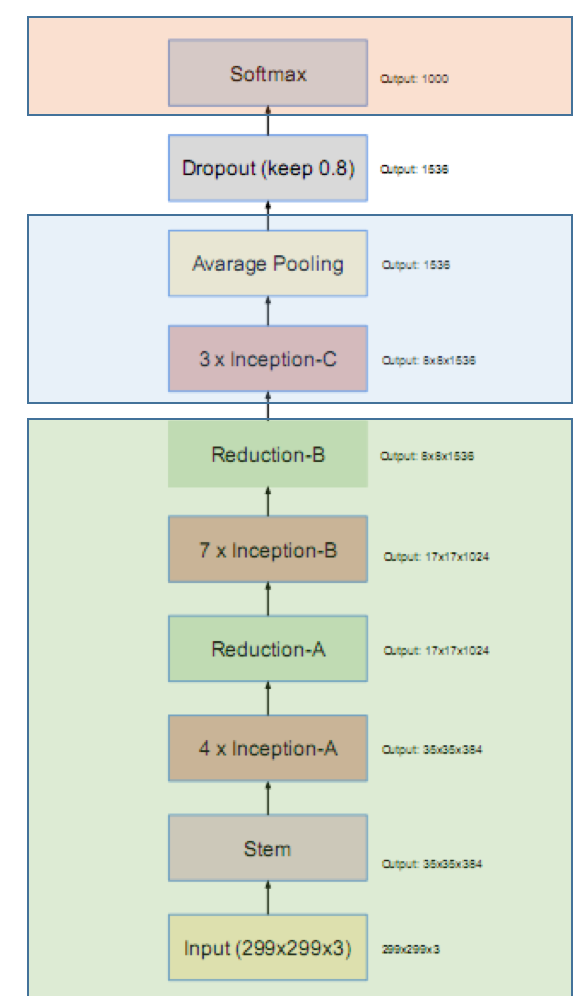 Softmax
Output: 1000
Dropout (keep 0.8)
Output: 1536
Avarage Pooling
Output: 1536
3 x Inception-C
Output: 8x8x1536
Reduction-B
Output: 8x8x1536
7 x Inception-B
Output: 17x17x1024
Reduction-A
Output: 17x17x1024
4 x Inception-A
Output: 35x35x384
Stem
Output: 35x35x384
Input (299x299x3)
299x299x3